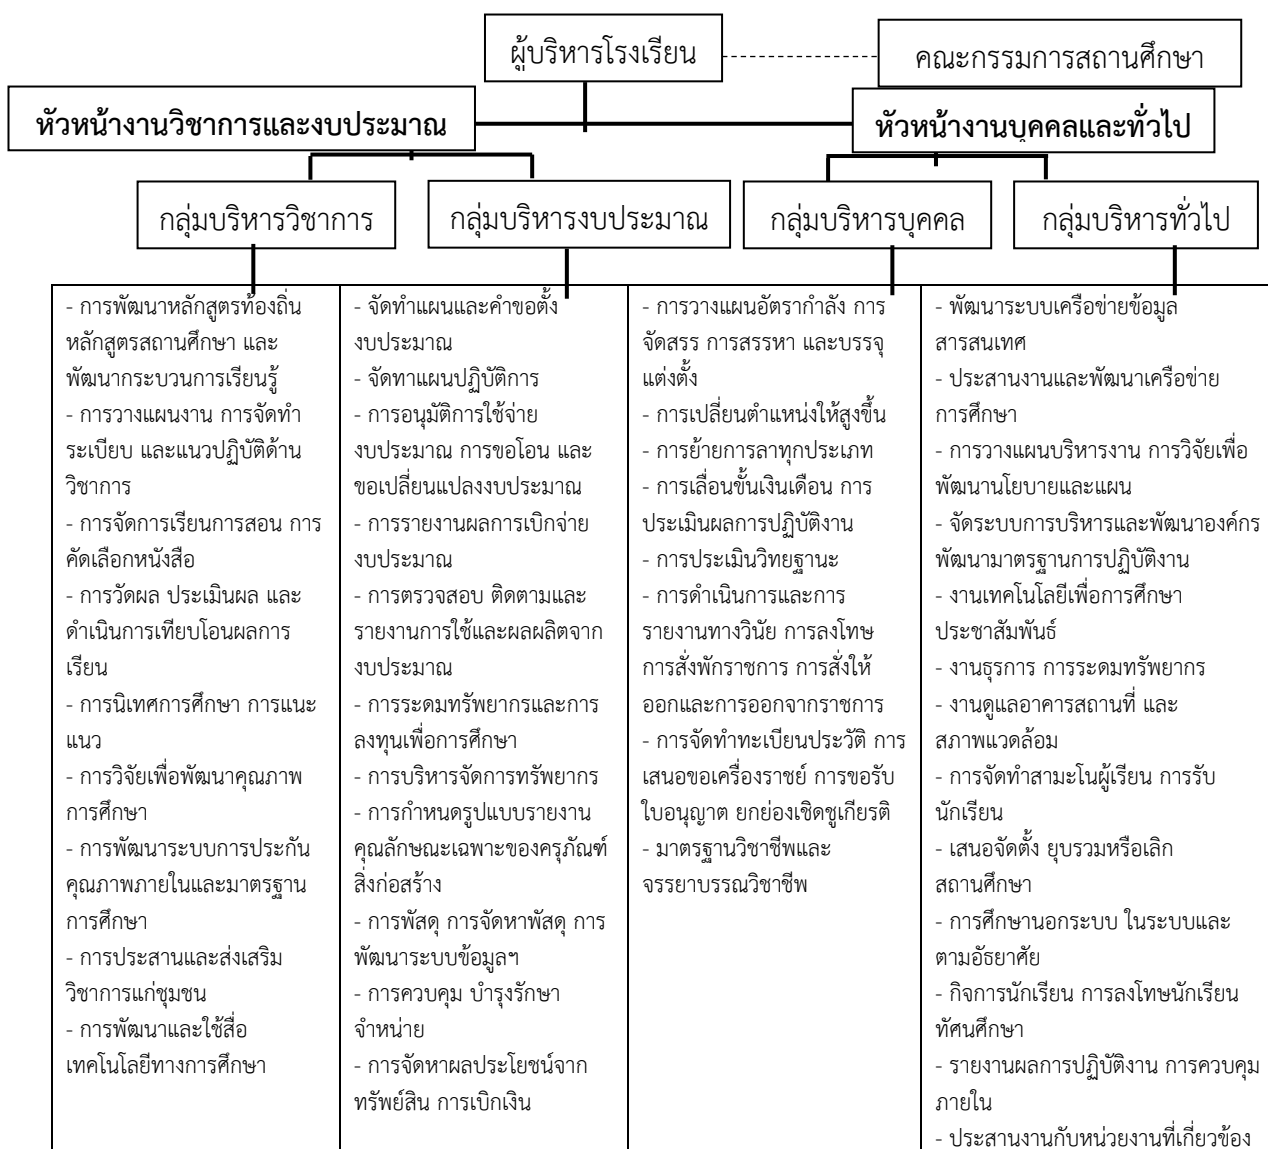 ผู้บริหารโรงเรียน
คณะกรรมการสถานศึกษา
หัวหน้างานวิชาการและงบประมาณ
หัวหน้างานบุคคลและทั่วไป
กลุ่มบริหารวิชาการ
กลุ่มบริหารงบประมาณ
กลุ่มบริหารบุคคล
กลุ่มบริหารทั่วไป
- การพัฒนาหลักสูตรท้องถิ่น
หลักสูตรสถานศึกษา และ
พัฒนากระบวนการเรียนรู้
- การวางแผนงาน การจัดทำ
ระเบียบ และแนวปฏิบัติด้าน
วิชาการ
- การจัดการเรียนการสอน การ
คัดเลือกหนังสือ
- การวัดผล ประเมินผล และ
ดำเนินการเทียบโอนผลการ
เรียน
- การนิเทศการศึกษา การแนะ
แนว
- การวิจัยเพื่อพัฒนาคุณภาพ
การศึกษา
- การพัฒนาระบบการประกัน
คุณภาพภายในและมาตรฐาน
การศึกษา
- การประสานและส่งเสริม
วิชาการแก่ชุมชน
- การพัฒนาและใช้สื่อ
เทคโนโลยีทางการศึกษา
- จัดทำแผนและคำขอตั้ง
งบประมาณ
- จัดทาแผนปฏิบัติการ
- การอนุมัติการใช้จ่าย
งบประมาณ การขอโอน และ
ขอเปลี่ยนแปลงงบประมาณ
- การรายงานผลการเบิกจ่าย
งบประมาณ
- การตรวจสอบ ติดตามและ
รายงานการใช้และผลผลิตจาก
งบประมาณ
- การระดมทรัพยากรและการ
ลงทุนเพื่อการศึกษา
- การบริหารจัดการทรัพยากร
- การกำหนดรูปแบบรายงาน
คุณลักษณะเฉพาะของครุภัณฑ์
สิ่งก่อสร้าง
- การพัสดุ การจัดหาพัสดุ การ
พัฒนาระบบข้อมูลฯ
- การควบคุม บำรุงรักษา
จำหน่าย
- การจัดหาผลประโยชน์จาก
ทรัพย์สิน การเบิกเงิน
- การวางแผนอัตรากำลัง การ
จัดสรร การสรรหา และบรรจุ
แต่งตั้ง
- การเปลี่ยนตำแหน่งให้สูงขึ้น
- การย้ายการลาทุกประเภท
- การเลื่อนขั้นเงินเดือน การ
ประเมินผลการปฏิบัติงาน
- การประเมินวิทยฐานะ
- การดำเนินการและการ
รายงานทางวินัย การลงโทษ
การสั่งพักราชการ การสั่งให้
ออกและการออกจากราชการ
- การจัดทำทะเบียนประวัติ การ
เสนอขอเครื่องราชย์ การขอรับ
ใบอนุญาต ยกย่องเชิดชูเกียรติ
- มาตรฐานวิชาชีพและ
จรรยาบรรณวิชาชีพ
- พัฒนาระบบเครือข่ายข้อมูล
สารสนเทศ
- ประสานงานและพัฒนาเครือข่าย
การศึกษา
- การวางแผนบริหารงาน การวิจัยเพื่อ
พัฒนานโยบายและแผน
- จัดระบบการบริหารและพัฒนาองค์กร
พัฒนามาตรฐานการปฏิบัติงาน
- งานเทคโนโลยีเพื่อการศึกษา
ประชาสัมพันธ์
- งานธุรการ การระดมทรัพยากร
- งานดูแลอาคารสถานที่ และ
สภาพแวดล้อม
- การจัดทำสามะโนผู้เรียน การรับ
นักเรียน
- เสนอจัดตั้ง ยุบรวมหรือเลิก
สถานศึกษา
- การศึกษานอกระบบ ในระบบและ
ตามอัธยาศัย
- กิจการนักเรียน การลงโทษนักเรียน
ทัศนศึกษา
- รายงานผลการปฏิบัติงาน การควบคุม
ภายใน
- ประสานงานกับหน่วยงานที่เกี่ยวข้อง